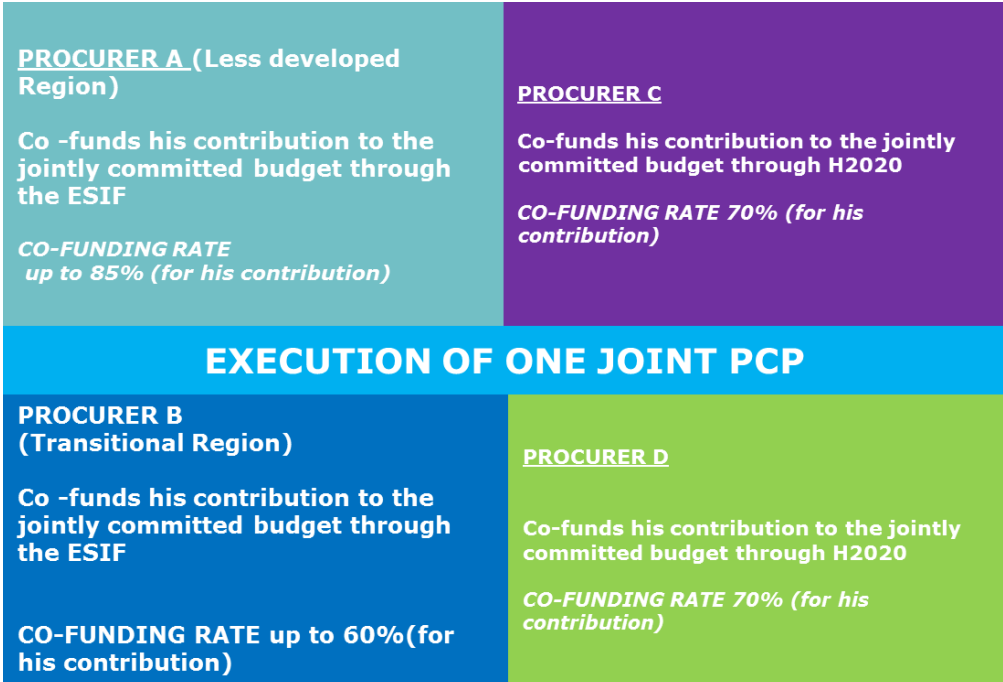 PROCURER A (Less developed
Region)
Co -funds his contribution to the
jointly committed budget through
the ESIF
CO-FUNDING RATE
up to 85% (for his contribution)
PROCURER C
Co-funds his contribution to the jointly
committed budget through H2020
CO-FUNDING RATE 70% (for his
contribution)
EXECUTION OF ONE JOINT PCP
PROCURER B
(Transitional Region)
Co -funds his contribution to the
jointly committed budget through
the ESIF
CO-FUNDING RATE up to 60%(for
his contribution)
PROCURER D
Co-funds his contribution to the jointly
committed budget through H2020
CO-FUNDING RATE 70% (for his
contribution)